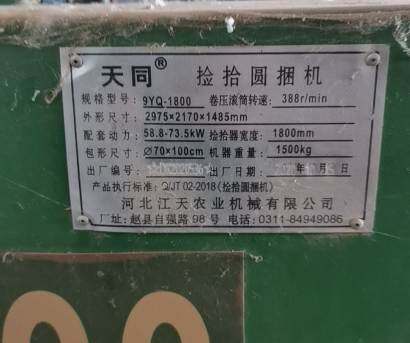 天同® 捡拾圆捆机
规格型号: 9YQ-1800 卷压滚筒转速: 388r/min
外形尺寸: 2975×2170×1485mm
配套动力: 58.8-73.5kW 捡拾器宽度: 1800mm
包形尺寸: ∅70×100cm 机器重量: 1500kg
出厂编号: 出厂日期: 年 月 日
产品执行标准: Q/JT 02-2018 (捡拾圆捆机)
河北江天农业机械有限公司
厂址: 赵县自强路98号 电话: 0311-84949086